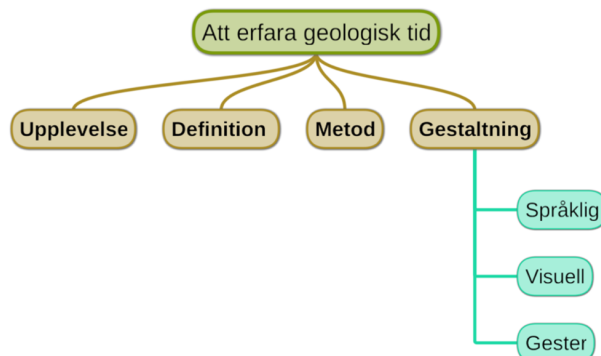 Att erfara geologisk tid
Upplevelse
Definition
Metod
Gestaltning
Språklig
Visuell
Gester